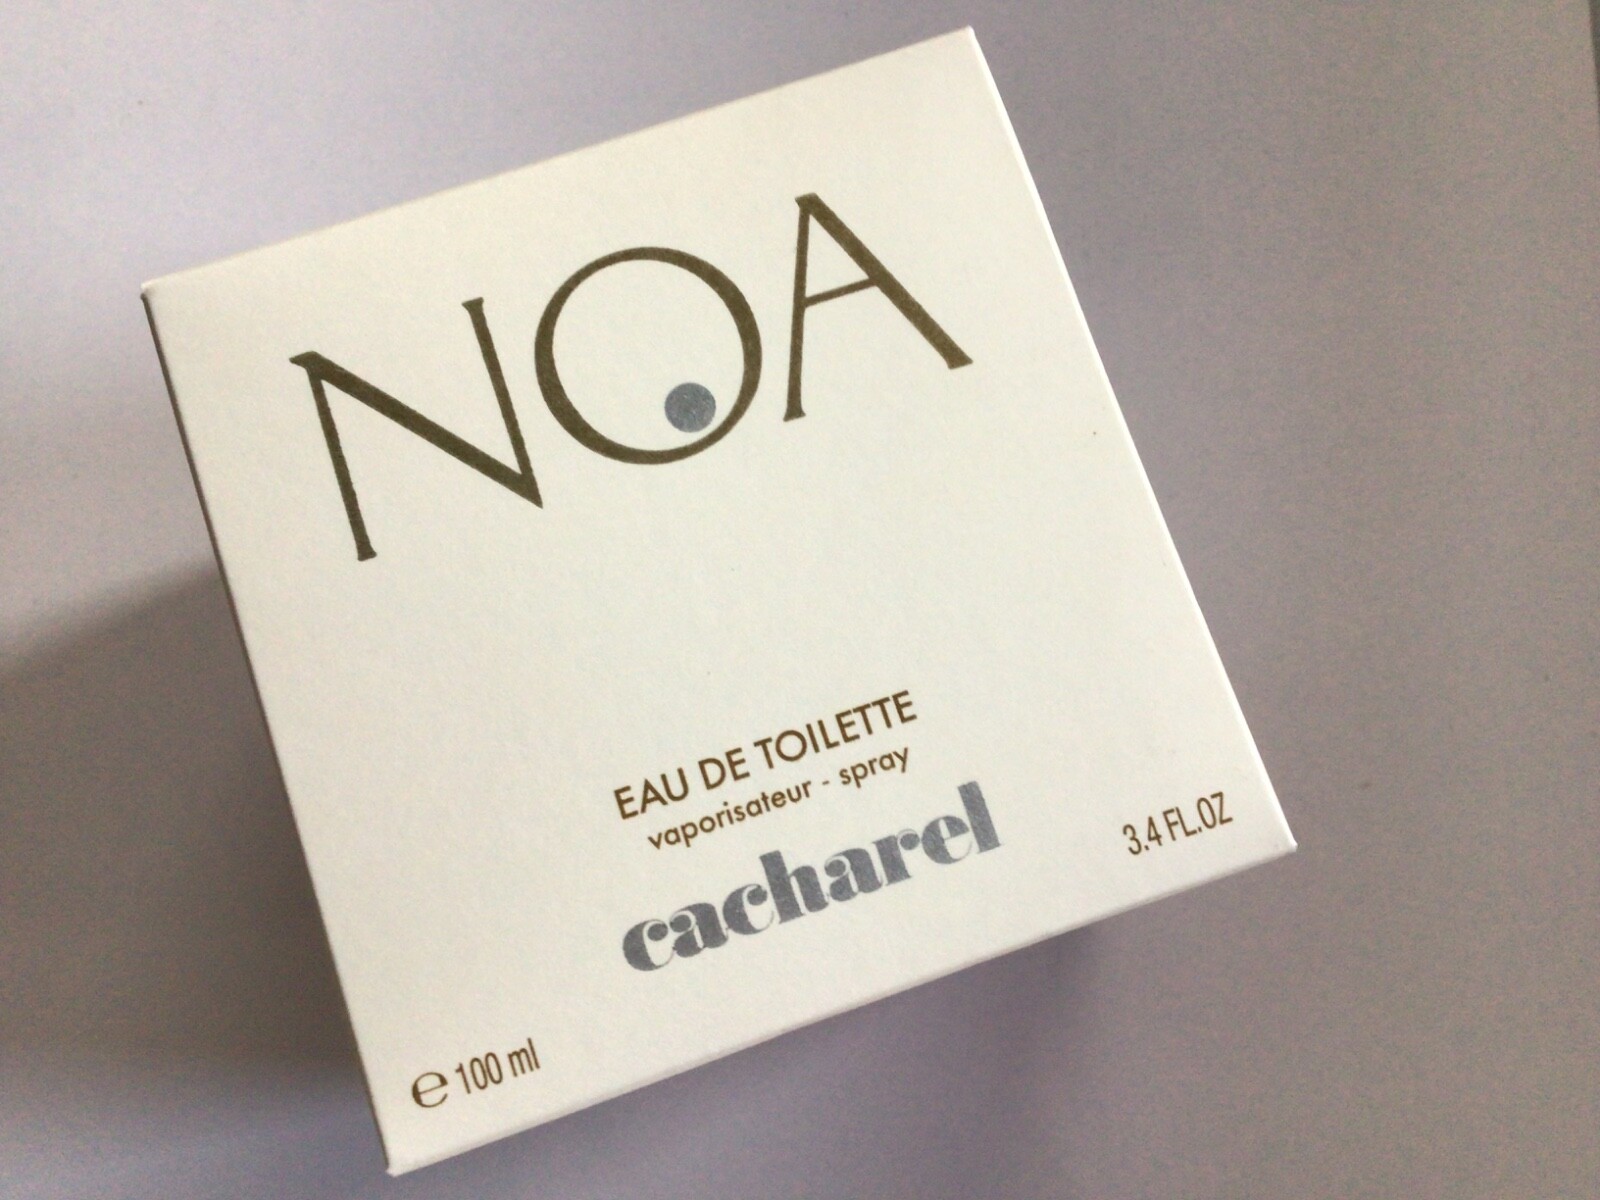 NOA
EAU DE TOILETTE
vaporisateur - spray
cacharel
℮ 100 ml
3.4 FL.OZ